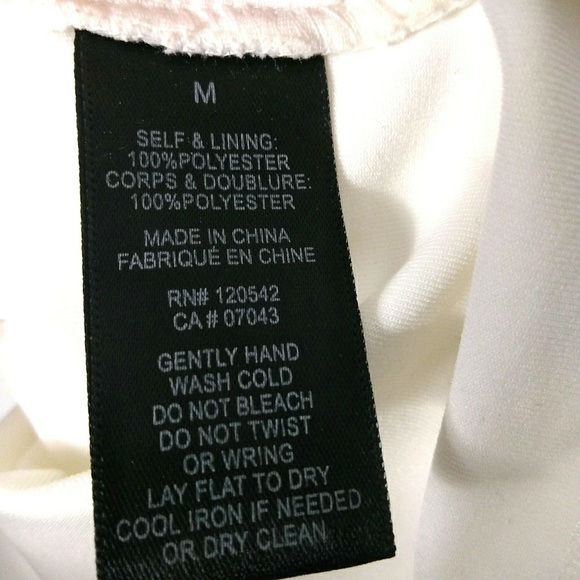 M
SELF & LINING:
100%POLYESTER
CORPS & DOUBLURE:
100%POLYESTER
MADE IN CHINA
FABRIQUÉ EN CHINE
RN# 120542
CA # 07043
GENTLY HAND
WASH COLD
DO NOT BLEACH
DO NOT TWIST
OR WRING
LAY FLAT TO DRY
COOL IRON IF NEEDED
OR DRY CLEAN